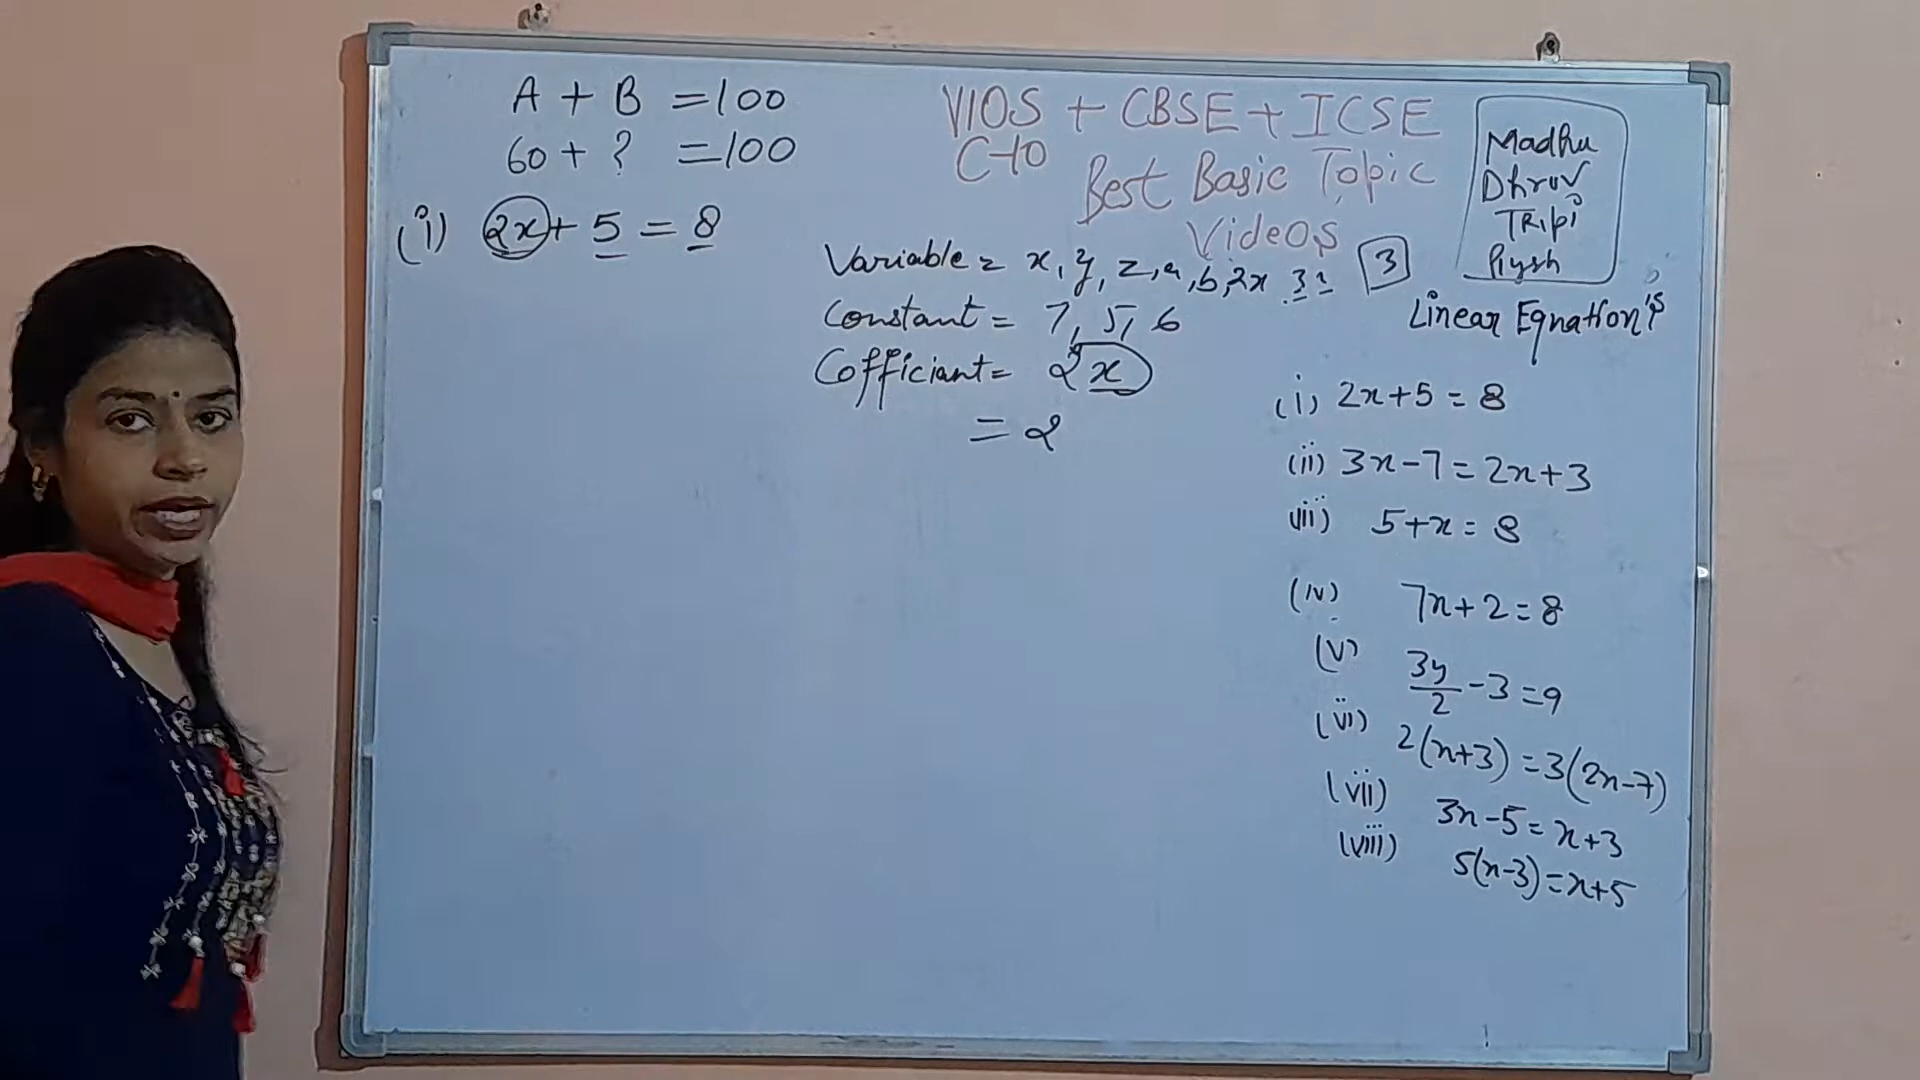 A + B = 100
60 + ? = 100
(i) 2x + 5 = 8
VIOS + CBSE + ICSE
C-10
Best Basic Topic
Videos
Madhu
Dhruv
TRIPi
Piysh
Variable = x, y, z, a, b, 2x 3
Constant = 7, 5, 6
Cofficiant = 2x
= 2
Linear Equation's
(i) 2x+5 = 8
(ii) 3x-7 = 2x+3
(iii) 5+x = 8
(iv) 7x+2 = 8
(v) 3y/2 -3 = 9
(vi) 2(x+3) = 3(2x-7)
(vii) 3x-5 = x+3
(viii) 5(x-3) = x+5